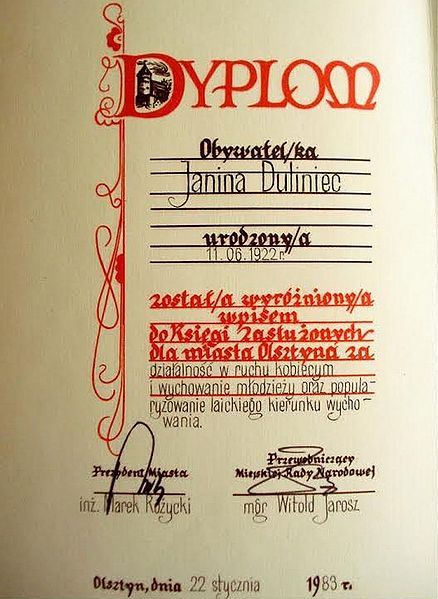 DYPLOM
Obywatel/ka
Janina Duliniec
urodzony/a
11.06.1922 r.
został/a wyróżniony/a
wpisem
do Księgi Zasłużonych
dla miasta Olsztyna za
działalność w ruchu kobiecym
i wychowanie młodzieży oraz popula-
ryzowanie laickiego kierunku wycho-
wania.
Prezydent Miasta
inż. Marek Różycki
Przewodniczący
Miejskiej Rady Narodowej
mgr Witold Jarosz
Olsztyn, dnia 22 stycznia 1983 r.